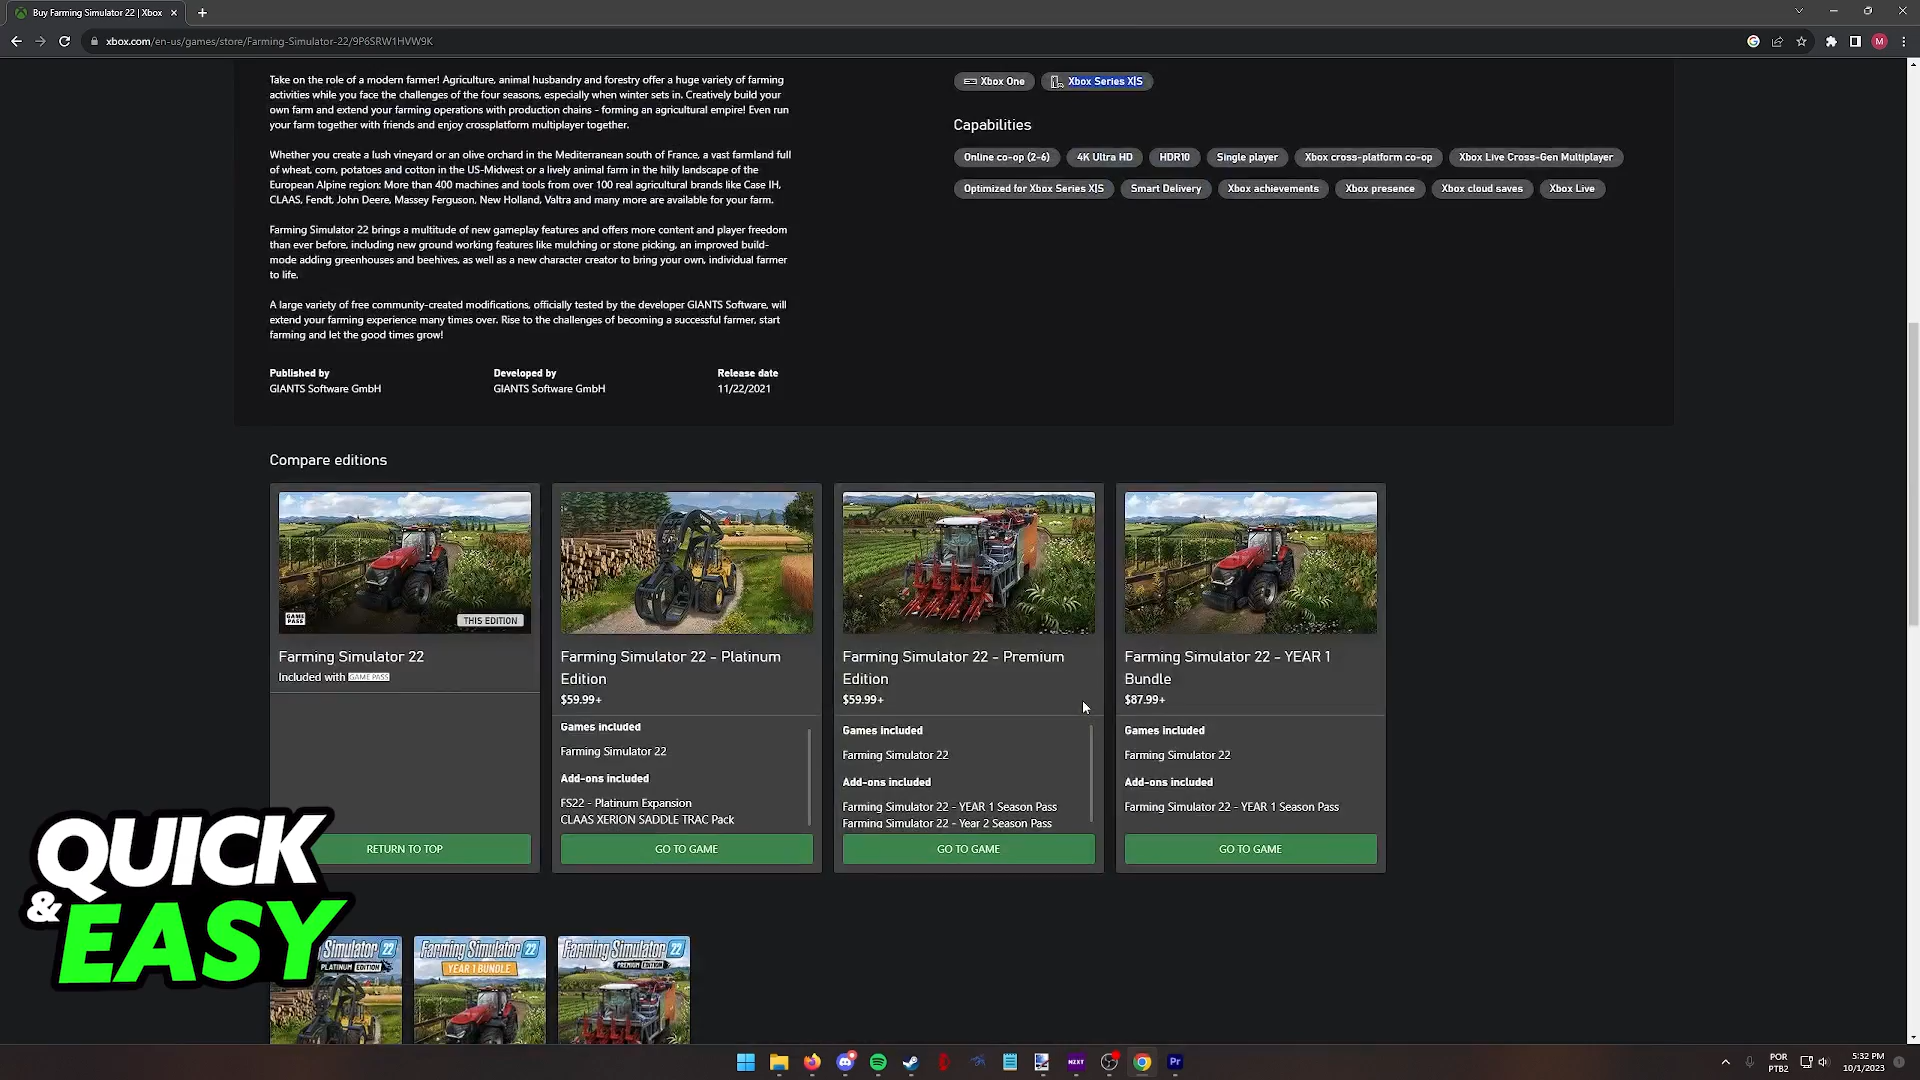 Buy Farming Simulator 22 | Xbox
xbox.com/en-us/games/store/Farming-Simulator-22/9P6SRW1HVW9K
M
Take on the role of a modern farmer! Agriculture, animal husbandry and forestry offer a huge variety of farming
activities while you face the challenges of the four seasons, especially when winter sets in. Creatively build your
own farm and extend your farming operations with production chains - forming an agricultural empire! Even run
your farm together with friends and enjoy crossplatform multiplayer together.
Whether you create a lush vineyard or an olive orchard in the Mediterranean south of France, a vast farmland full
of wheat, corn, potatoes and cotton in the US-Midwest or a lively animal farm in the hilly landscape of the
European Alpine region: More than 400 machines and tools from over 100 real agricultural brands like Case IH,
CLAAS, Fendt, John Deere, Massey Ferguson, New Holland, Valtra and many more are available for your farm.
Farming Simulator 22 brings a multitude of new gameplay features and offers more content and player freedom
than ever before, including new ground working features like mulching or stone picking, an improved build-
mode adding greenhouses and beehives, as well as a new character creator to bring your own, individual farmer
to life.
A large variety of free community-created modifications, officially tested by the developer GIANTS Software, will
extend your farming experience many times over. Rise to the challenges of becoming a successful farmer, start
farming and let the good times grow!
Published by
GIANTS Software GmbH
Developed by
GIANTS Software GmbH
Release date
11/22/2021
Xbox One
Xbox Series X|S
Capabilities
Online co-op (2-6)
4K Ultra HD
HDR10
Single player
Xbox cross-platform co-op
Xbox Live Cross-Gen Multiplayer
Optimized for Xbox Series X|S
Smart Delivery
Xbox achievements
Xbox presence
Xbox cloud saves
Xbox Live
Compare editions
GAME PASS
THIS EDITION
Farming Simulator 22
Included with GAME PASS
RETURN TO TOP
Farming Simulator 22 - Platinum
Edition
$59.99+
Games included
Farming Simulator 22
Add-ons included
FS22 - Platinum Expansion
CLAAS XERION SADDLE TRAC Pack
GO TO GAME
Farming Simulator 22 - Premium
Edition
$59.99+
Games included
Farming Simulator 22
Add-ons included
Farming Simulator 22 - YEAR 1 Season Pass
Farming Simulator 22 - Year 2 Season Pass
GO TO GAME
Farming Simulator 22 - YEAR 1
Bundle
$87.99+
Games included
Farming Simulator 22
Add-ons included
Farming Simulator 22 - YEAR 1 Season Pass
GO TO GAME
QUICK
& EASY
Simulator 22
PLATINUM EDITION
Farming Simulator 22
YEAR 1 BUNDLE
Farming Simulator 22
PREMIUM EDITION
NZXT
Pr
POR
PTB2
5:32 PM
10/1/2023